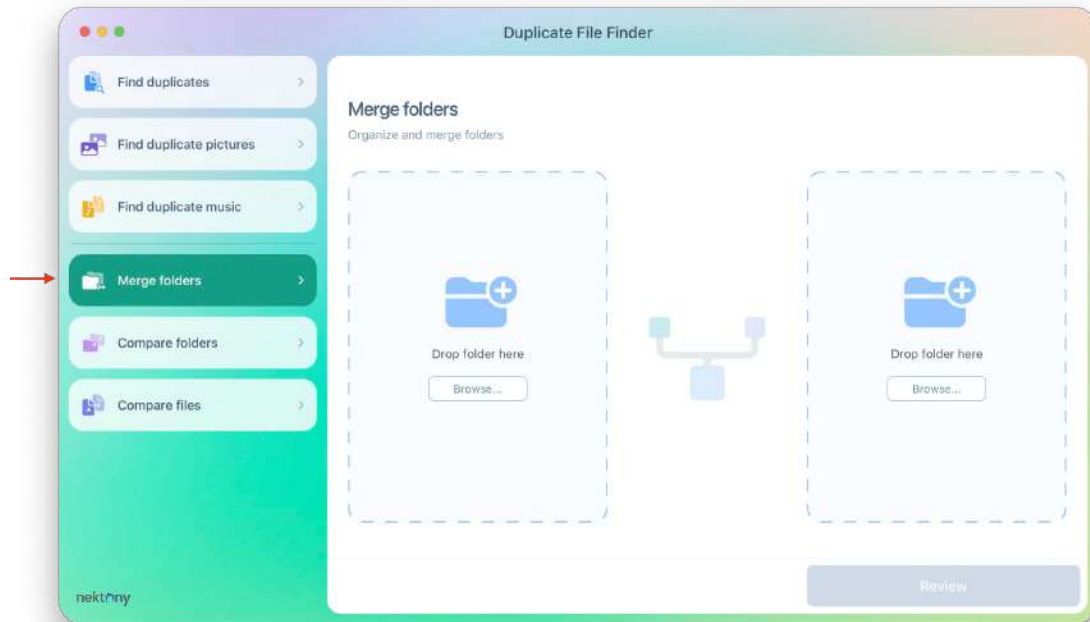 Duplicate File Finder
Find duplicates
Find duplicate pictures
Find duplicate music
Merge folders
Compare folders
Compare files
nektony
Merge folders
Organize and merge folders
Drop folder here
Browse...
Drop folder here
Browse...
Review